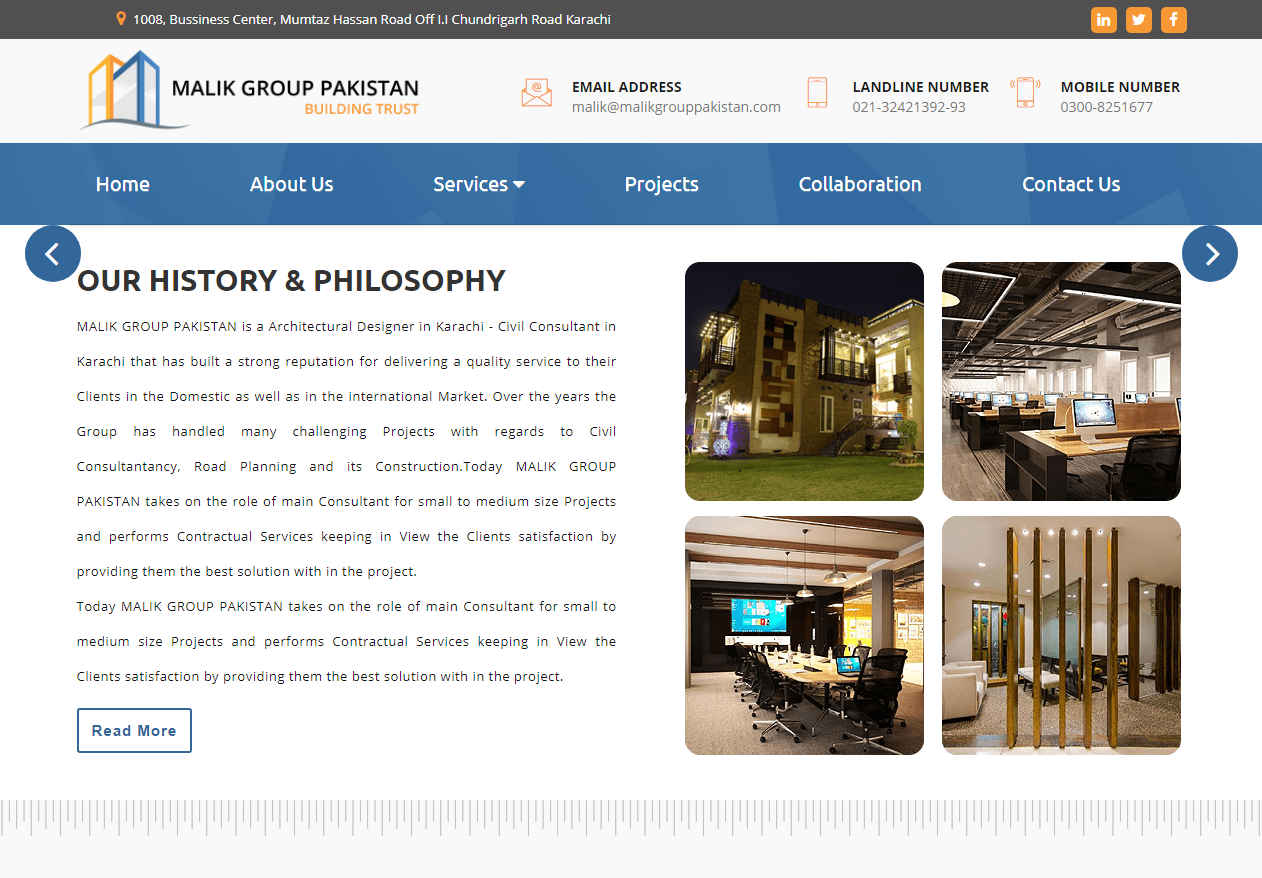 1008, Bussiness Center, Mumtaz Hassan Road Off I.I Chundrigarh Road Karachi
MALIK GROUP PAKISTAN
BUILDING TRUST
EMAIL ADDRESS
malik@malikgrouppakistan.com
LANDLINE NUMBER
021-32421392-93
MOBILE NUMBER
0300-8251677
Home About Us Services Projects Collaboration Contact Us
OUR HISTORY & PHILOSOPHY
MALIK GROUP PAKISTAN is a Architectural Designer in Karachi - Civil Consultant in
Karachi that has built a strong reputation for delivering a quality service to their
Clients in the Domestic as well as in the international Market. Over the years the
Group has handled many challenging Projects with regards to Civil
Consultantancy, Road Planning and its Construction.Today MALIK GROUP
PAKISTAN takes on the role of main Consultant for small to medium size Projects
and performs Contractual Services keeping in View the Clients satisfaction by
providing them the best solution with in the project.
Today MALIK GROUP PAKISTAN takes on the role of main Consultant for small to
medium size Projects and performs Contractual Services keeping in View the
Clients satisfaction by providing them the best solution with in the project.
Read More